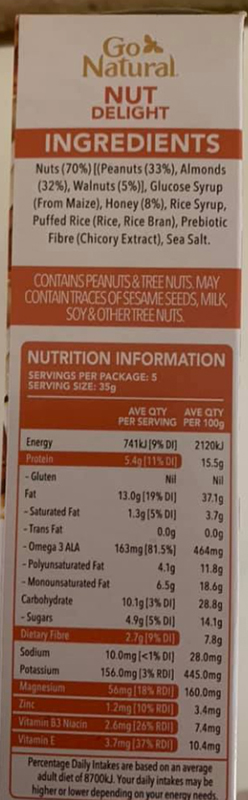 Go
Natural
NUT
DELIGHT
INGREDIENTS
Nuts (70%) [(Peanuts (33%), Almonds
(32%), Walnuts (5%)], Glucose Syrup
(From Maize), Honey (8%), Rice Syrup,
Puffed Rice (Rice, Rice Bran), Prebiotic
Fibre (Chicory Extract), Sea Salt.
CONTAINS PEANUTS & TREE NUTS. MAY
CONTAIN TRACES OF SESAME SEEDS, MILK,
SOY & OTHER TREE NUTS.
NUTRITION INFORMATION
SERVINGS PER PACKAGE: 5
SERVING SIZE: 35g
AVE QTY AVE QTY
PER SERVING PER 100g
Energy 741kJ [9% DI] 2120kJ
Protein 5.4g [11% DI] 15.5g
- Gluten Nil Nil
Fat 13.0g [19% DI] 37.1g
- Saturated Fat 1.3g [5% DI] 3.7g
- Trans Fat 0.0g 0.0g
- Omega 3 ALA 163mg [81.5%] 464mg
- Polyunsaturated Fat 4.1g 11.8g
- Monounsaturated Fat 6.5g 18.6g
Carbohydrate 10.1g [3% DI] 28.8g
- Sugars 4.9g [5% DI] 14.1g
Dietary Fibre 2.7g [9% DI] 7.8g
Sodium 10.0mg [<1% DI] 28.0mg
Potassium 156.0mg [3% RDI] 445.0mg
Magnesium 56mg [18% RDI] 160.0mg
Zinc 1.2mg [10% RDI] 3.4mg
Vitamin B3 Niacin 2.6mg [26% RDI] 7.4mg
Vitamin E 3.7mg [37% RDI] 10.4mg
Percentage Daily Intakes are based on an average
adult diet of 8700kJ. Your daily intakes may be
higher or lower depending on your energy needs.